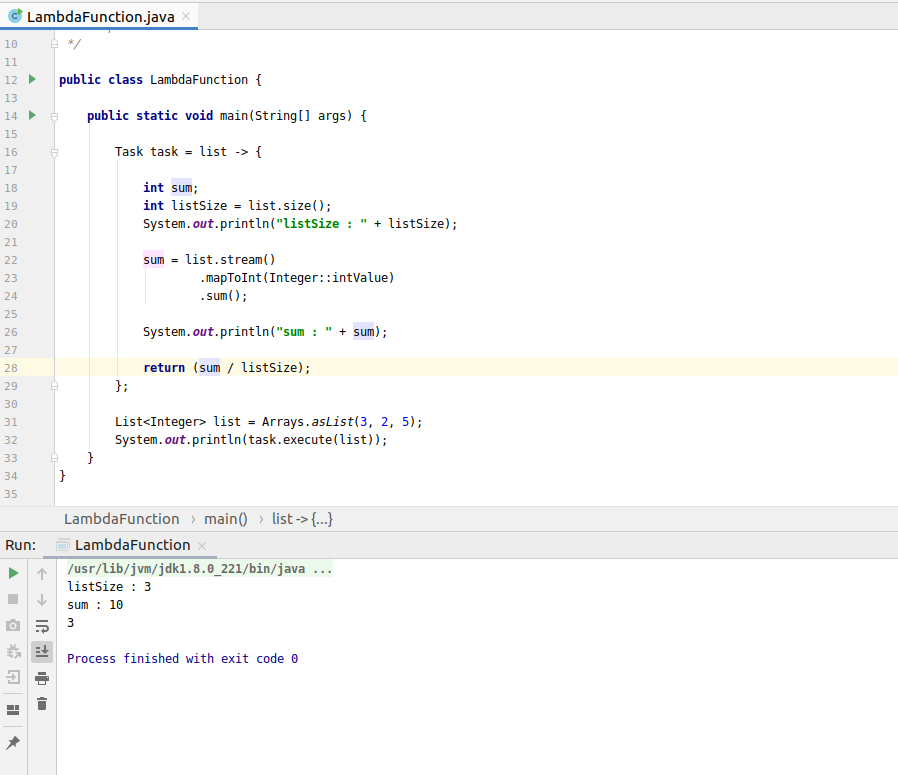 LambdaFunction.java
10 */
11
12 public class LambdaFunction {
13
14 public static void main(String[] args) {
15
16 Task task = list -> {
17
18 int sum;
19 int listSize = list.size();
20 System.out.println("listSize : " + listSize);
21
22 sum = list.stream()
23 .mapToInt(Integer::intValue)
24 .sum();
25
26 System.out.println("sum : " + sum);
27
28 return (sum / listSize);
29 };
30
31 List<Integer> list = Arrays.asList(3, 2, 5);
32 System.out.println(task.execute(list));
33 }
34 }
35
LambdaFunction › main() › list -> {...}
Run: LambdaFunction
/usr/lib/jvm/jdk1.8.0_221/bin/java ...
listSize : 3
sum : 10
3
Process finished with exit code 0